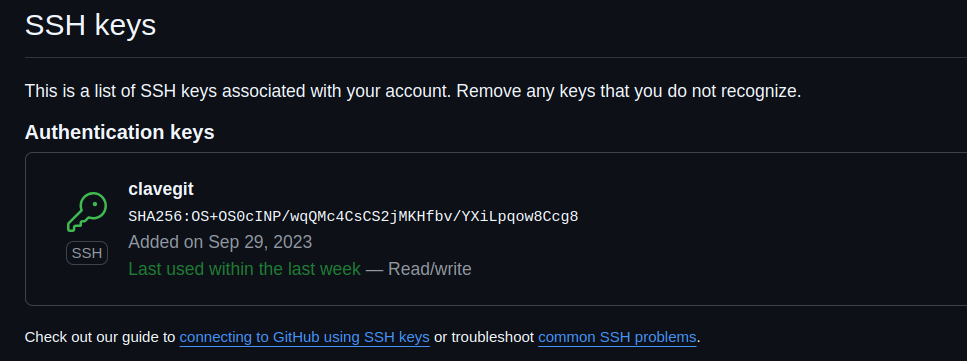 SSH keys
This is a list of SSH keys associated with your account. Remove any keys that you do not recognize.
Authentication keys
clavegit
SHA256:OS+OS0cINP/wqQMc4CsCS2jMKHfbv/YXiLpqow8Ccg8
Added on Sep 29, 2023
SSH
Last used within the last week — Read/write
Check out our guide to connecting to GitHub using SSH keys or troubleshoot common SSH problems.